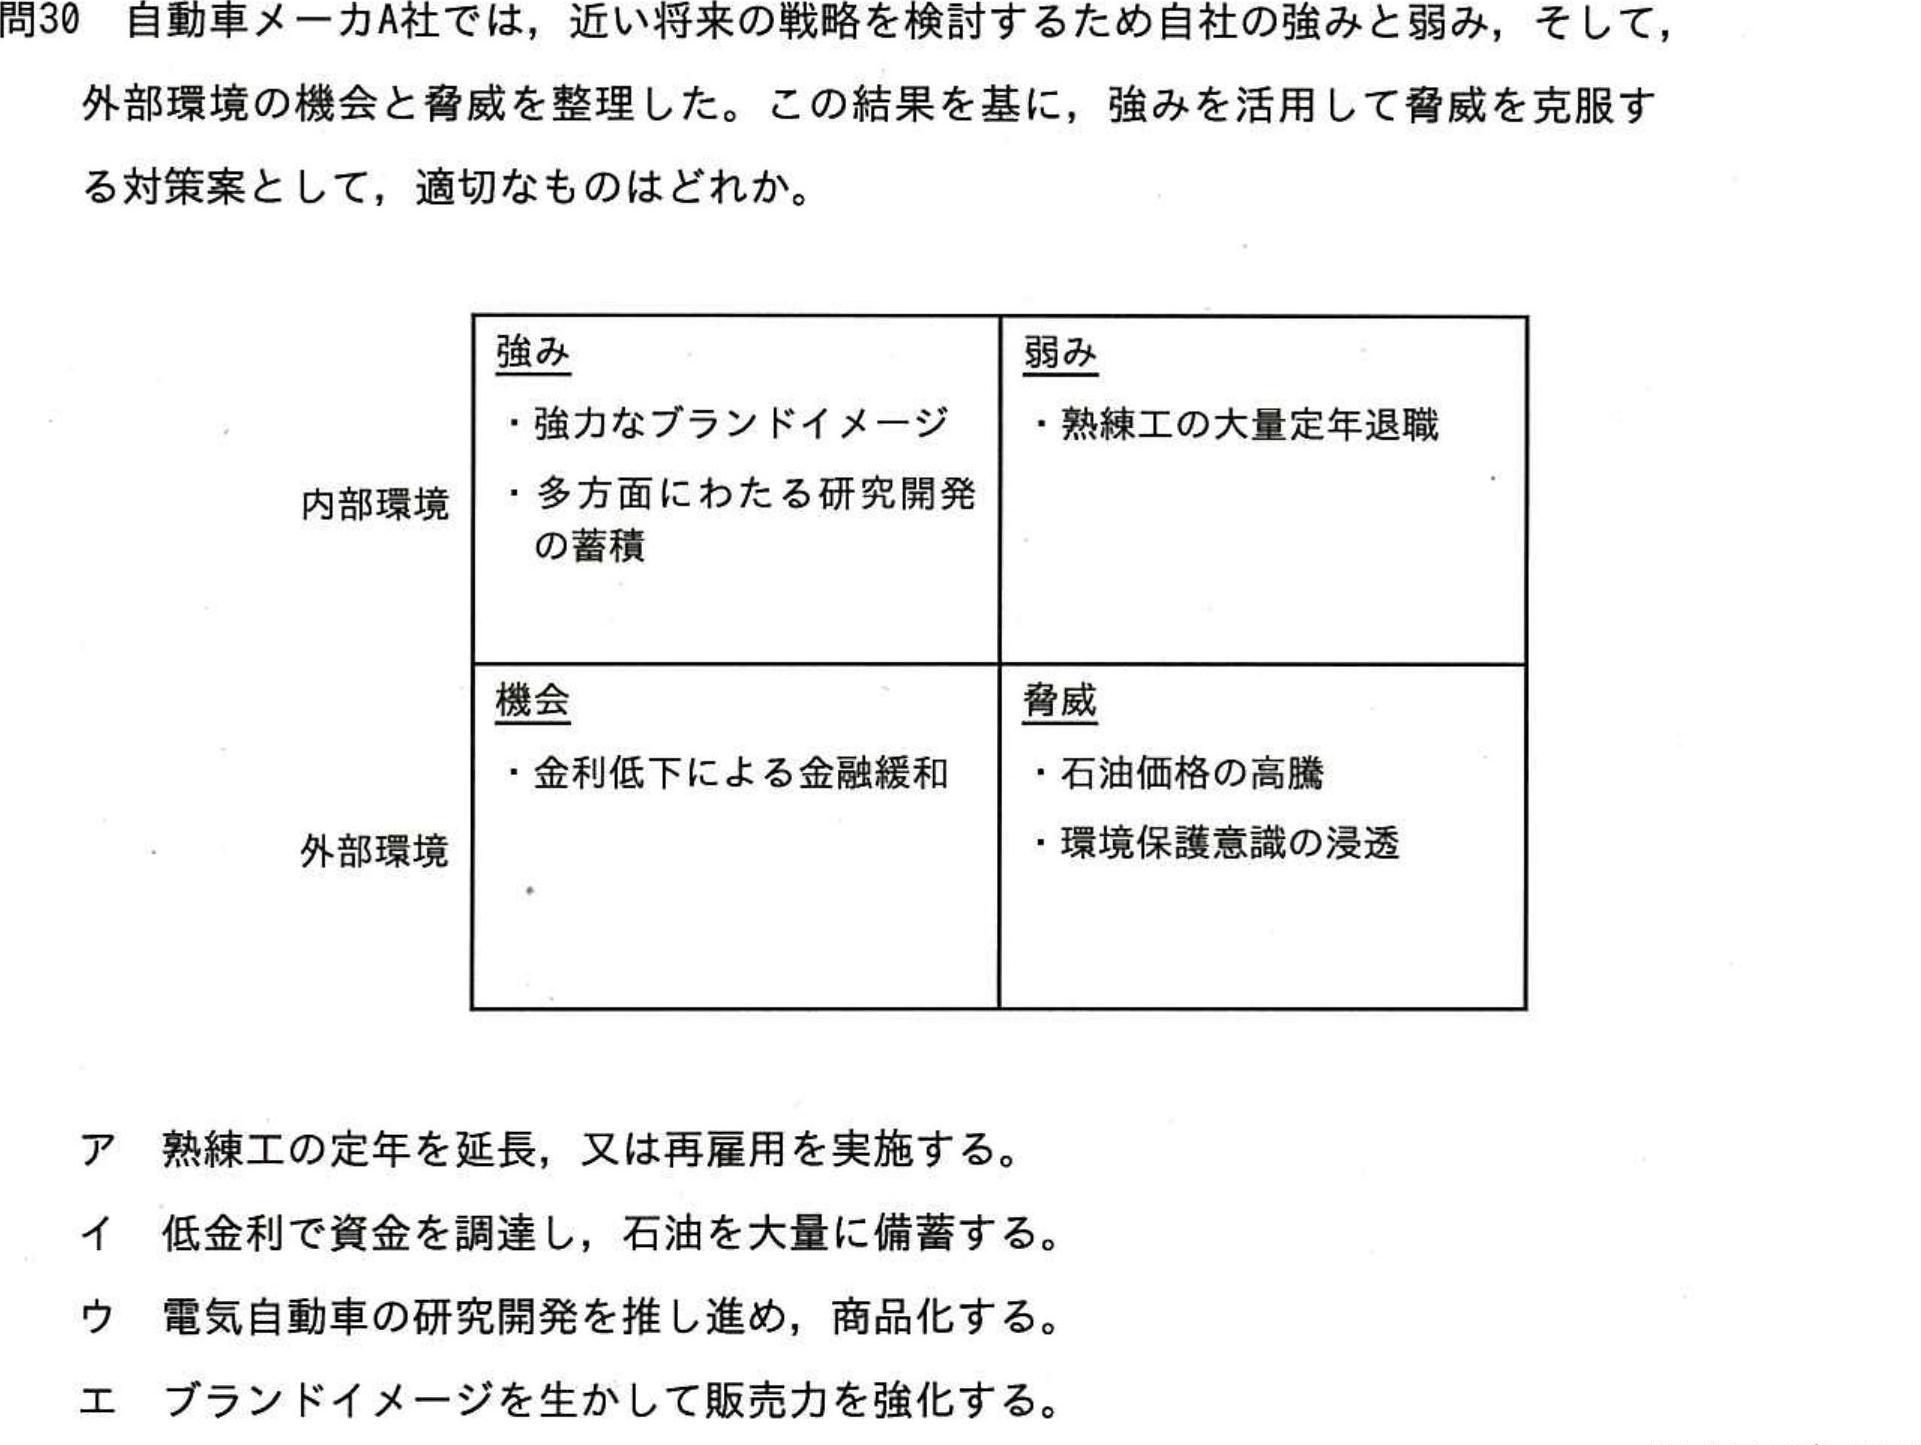 問30 自動車メーカA社では，近い将来の戦略を検討するため自社の強みと弱み，そして，
外部環境の機会と脅威を整理した。この結果を基に，強みを活用して脅威を克服す
る対策案として，適切なものはどれか。
強み
・強力なブランドイメージ
・多方面にわたる研究開発
の蓄積
弱み
・熟練工の大量定年退職
内部環境
機会
・金利低下による金融緩和
脅威
・石油価格の高騰
・環境保護意識の浸透
外部環境
ア 熟練工の定年を延長，又は再雇用を実施する。
イ 低金利で資金を調達し，石油を大量に備蓄する。
ウ 電気自動車の研究開発を推し進め，商品化する。
エ ブランドイメージを生かして販売力を強化する。